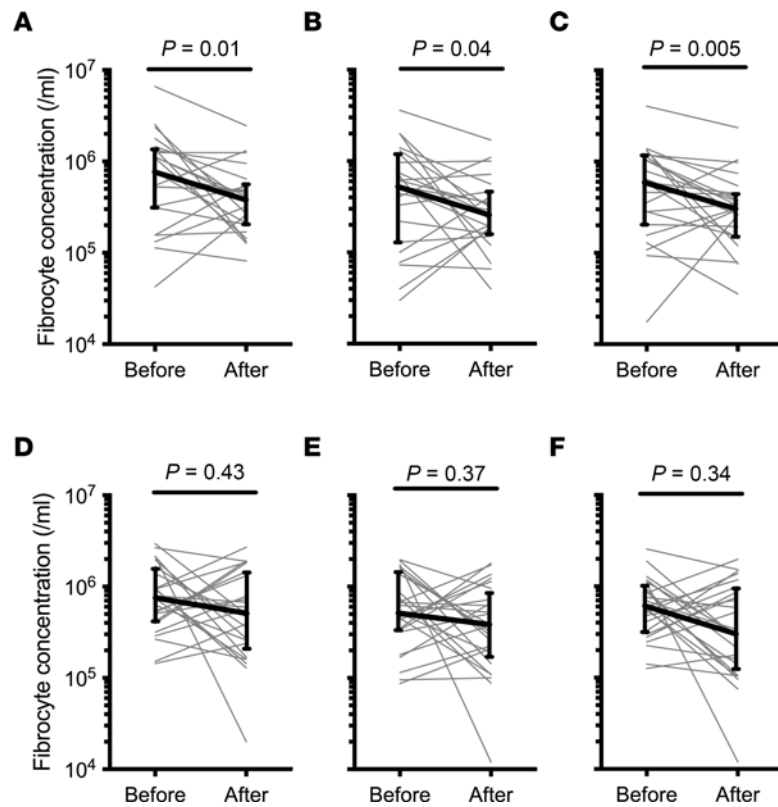 A
B
C
P = 0.01
P = 0.04
P = 0.005
Fibrocyte concentration (/ml)
10⁷
10⁶
10⁵
10⁴
Before After
Before After
Before After
D
E
F
P = 0.43
P = 0.37
P = 0.34
Fibrocyte concentration (/ml)
10⁷
10⁶
10⁵
10⁴
Before After
Before After
Before After